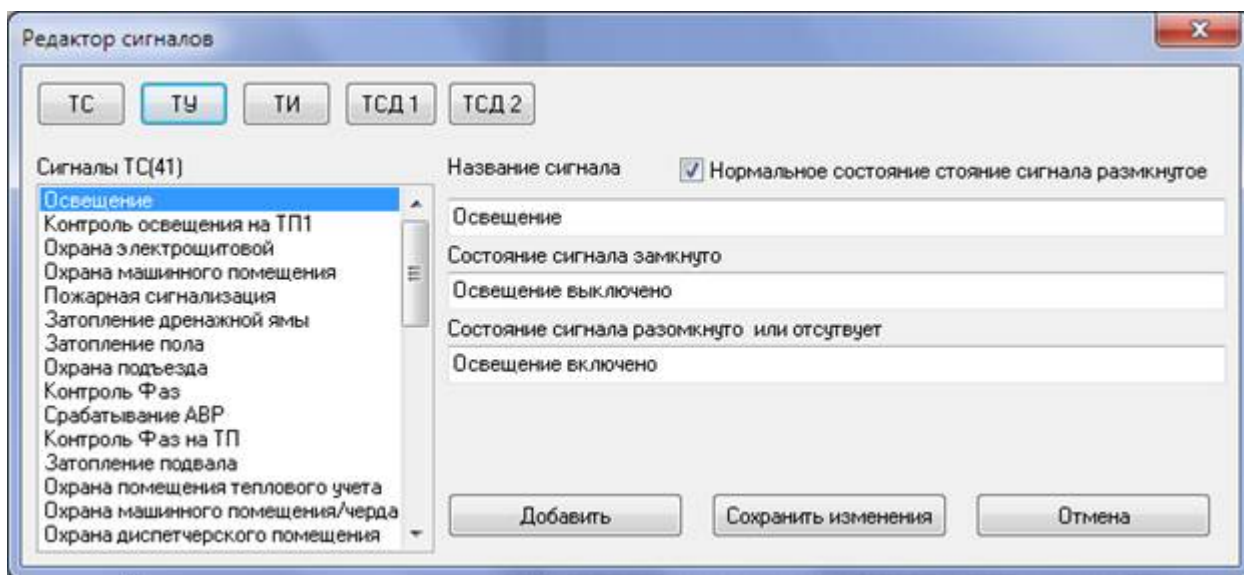 Редактор сигналов
ТС ТУ ТИ ТСД 1 ТСД 2
Сигналы ТС(41)
Освещение
Контроль освещения на ТП1
Охрана электрощитовой
Охрана машинного помещения
Пожарная сигнализация
Затопление дренажной ямы
Затопление пола
Охрана подъезда
Контроль Фаз
Срабатывание АВР
Контроль Фаз на ТП
Затопление подвала
Охрана помещения теплового учета
Охрана машинного помещения/черда
Охрана диспетчерского помещения
Название сигнала
Нормальное состояние стояние сигнала размкнутое
Освещение
Состояние сигнала замкнуто
Освещение выключено
Состояние сигнала разомкнуто или отсутвует
Освещение включено
Добавить Сохранить изменения Отмена